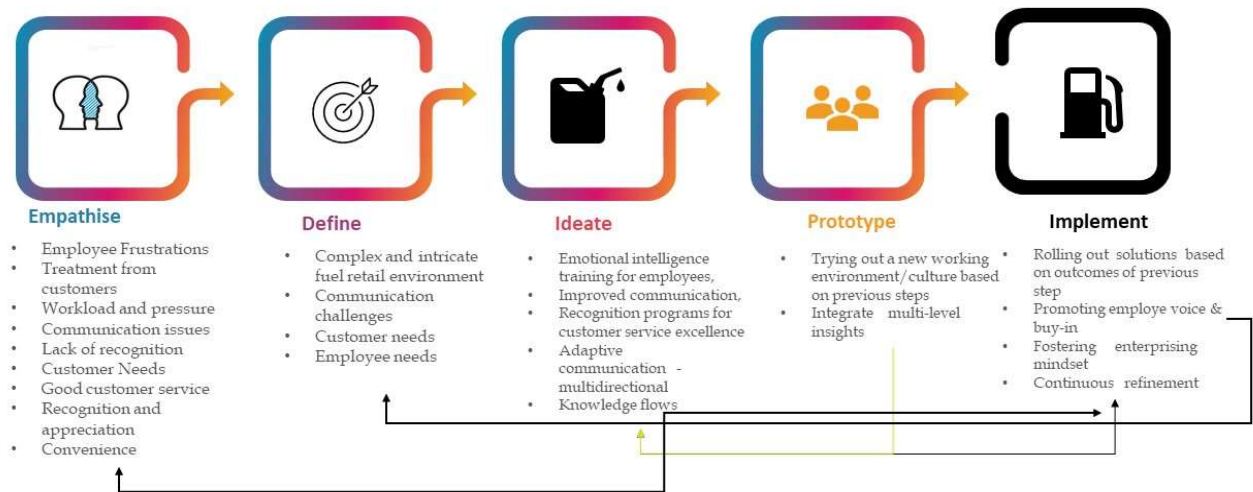 Empathise
• Employee Frustrations
• Treatment from
customers
• Workload and pressure
• Communication issues
• Lack of recognition
• Customer Needs
• Good customer service
• Recognition and
appreciation
• Convenience
Define
• Complex and intricate
fuel retail environment
• Communication
challenges
• Customer needs
• Employee needs
Ideate
• Emotional intelligence
training for employees,
• Improved communication,
• Recognition programs for
customer service excellence
• Adaptive
communication -
multidirectional
• Knowledge flows
Prototype
• Trying out a new working
environment/culture based
on previous steps
• Integrate multi-level
insights
Implement
• Rolling out solutions based
on outcomes of previous
step
• Promoting employe voice &
buy-in
• Fostering enterprising
mindset
• Continuous refinement